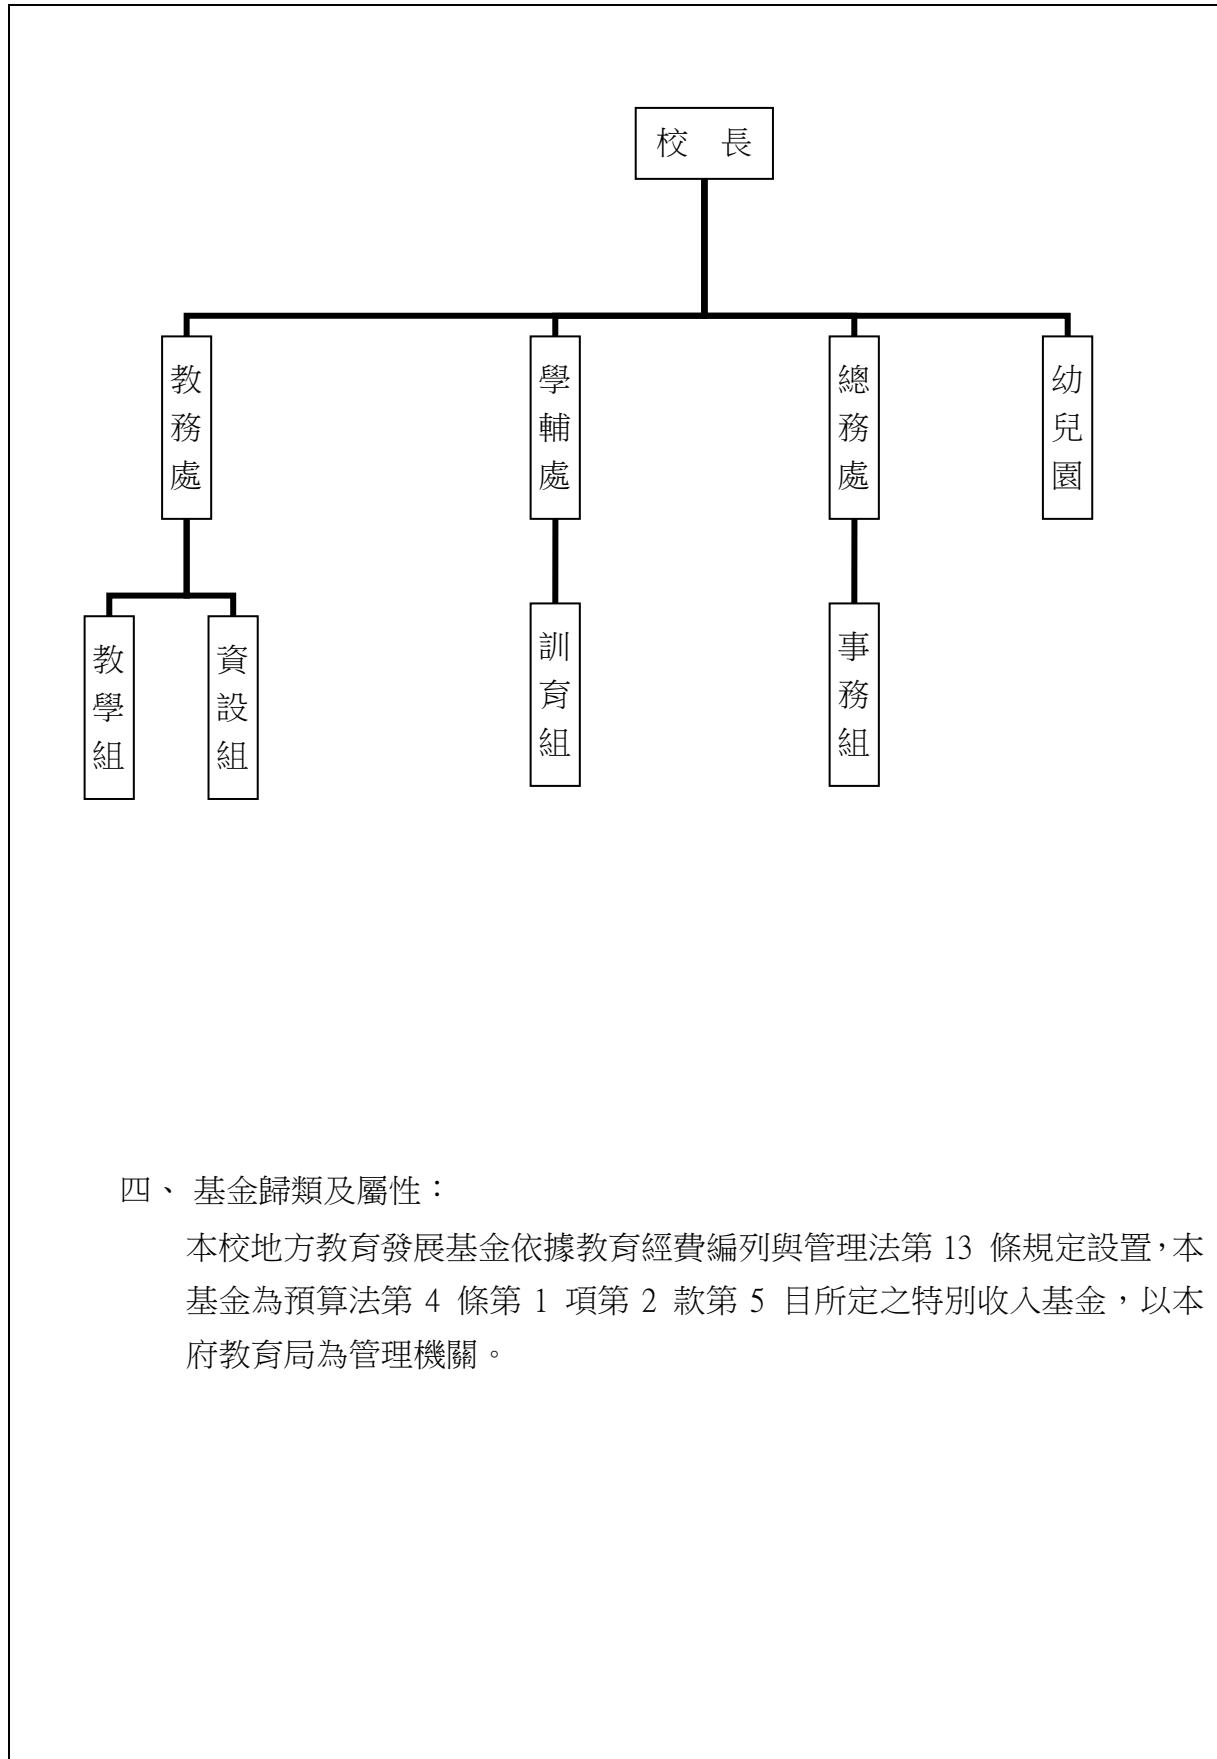 校 長
教務處
學輔處
總務處
幼兒園
教學組
資設組
訓育組
事務組
四、 基金歸類及屬性：
本校地方教育發展基金依據教育經費編列與管理法第 13 條規定設置，本
基金為預算法第 4 條第 1 項第 2 款第 5 目所定之特別收入基金，以本
府教育局為管理機關。